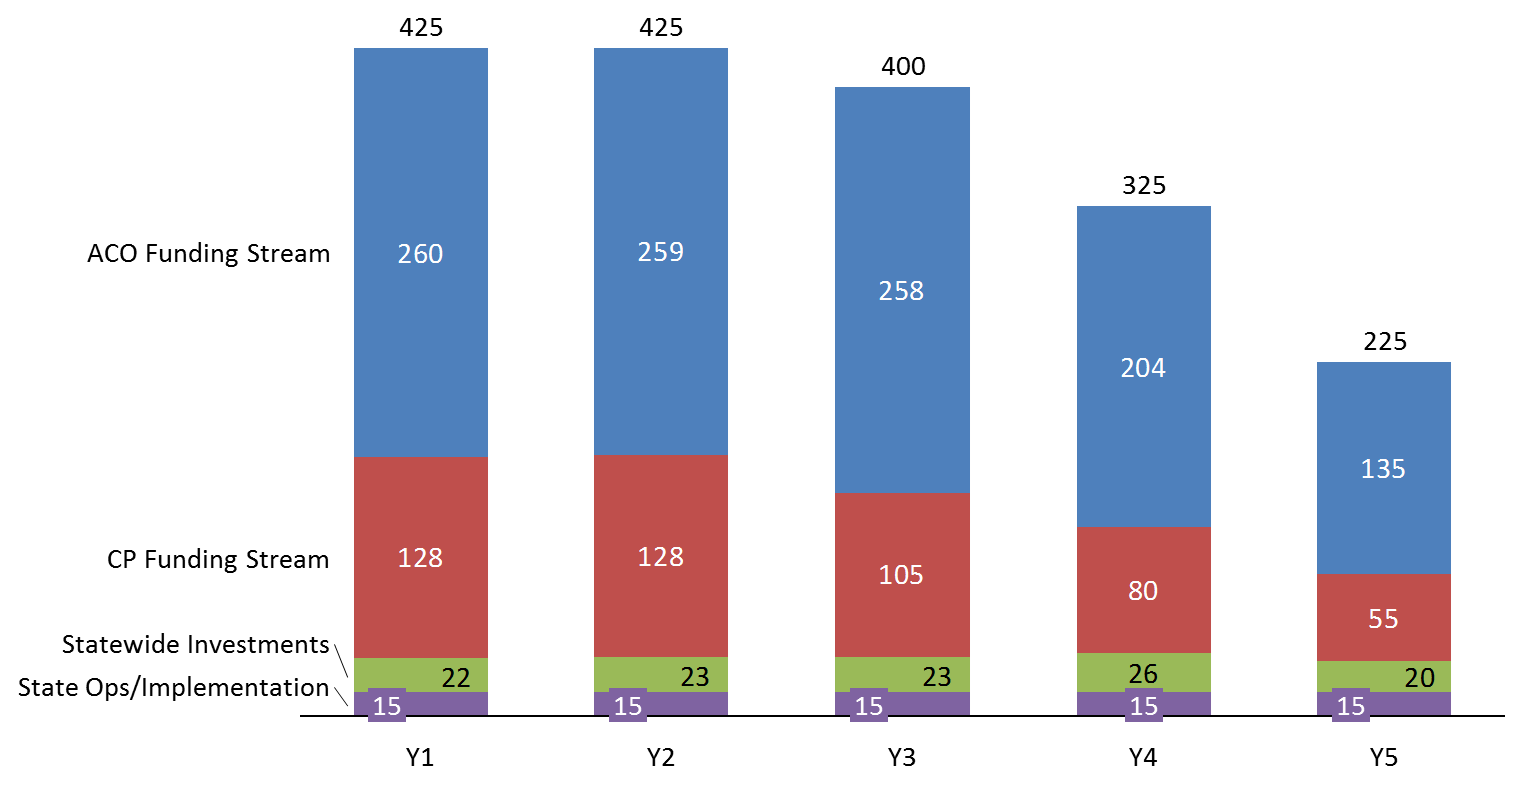 425
425
400
325
225
ACO Funding Stream
260
259
258
204
135
CP Funding Stream
128
128
105
80
55
Statewide Investments
22
23
23
26
20
State Ops/Implementation
15
15
15
15
15
Y1
Y2
Y3
Y4
Y5